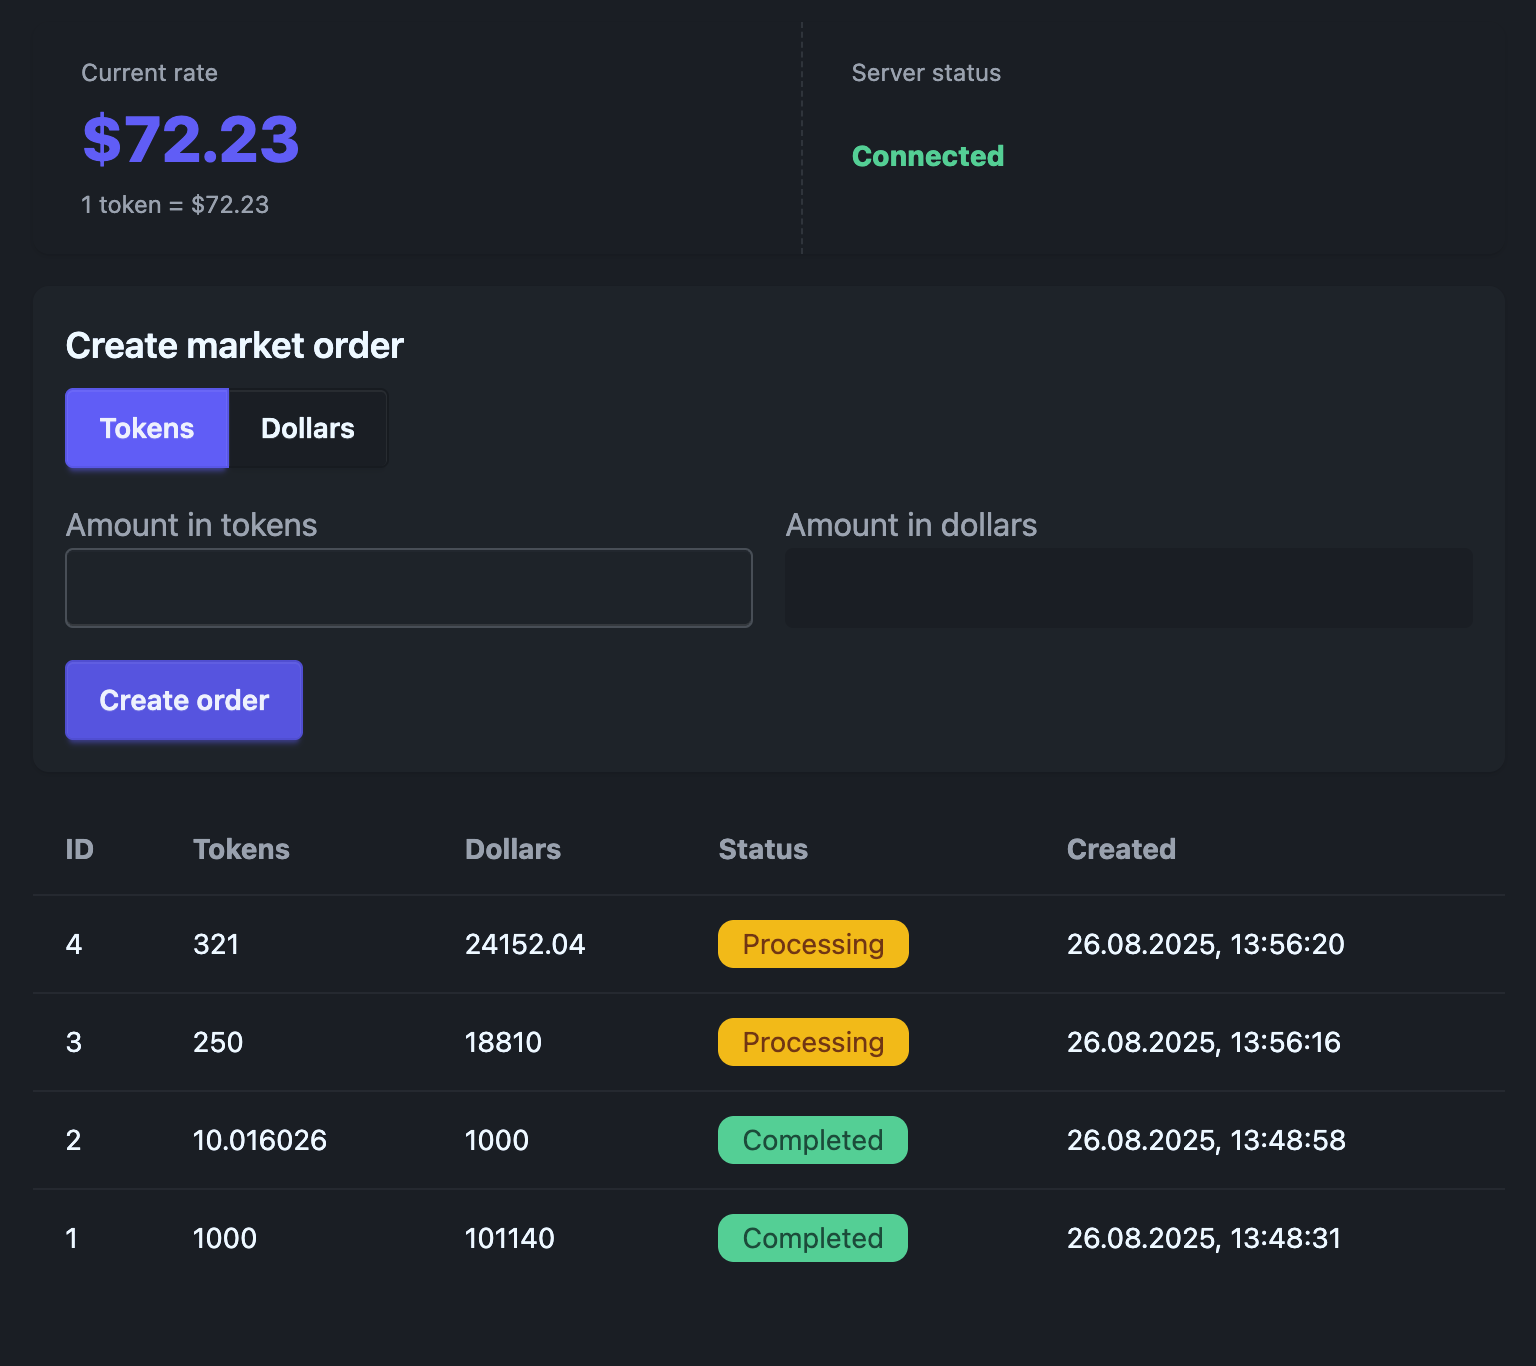 Current rate
$72.23
1 token = $72.23
Server status
Connected
Create market order
Tokens Dollars
Amount in tokens
Amount in dollars
Create order
ID Tokens Dollars Status Created
4 321 24152.04 Processing 26.08.2025, 13:56:20
3 250 18810 Processing 26.08.2025, 13:56:16
2 10.016026 1000 Completed 26.08.2025, 13:48:58
1 1000 101140 Completed 26.08.2025, 13:48:31